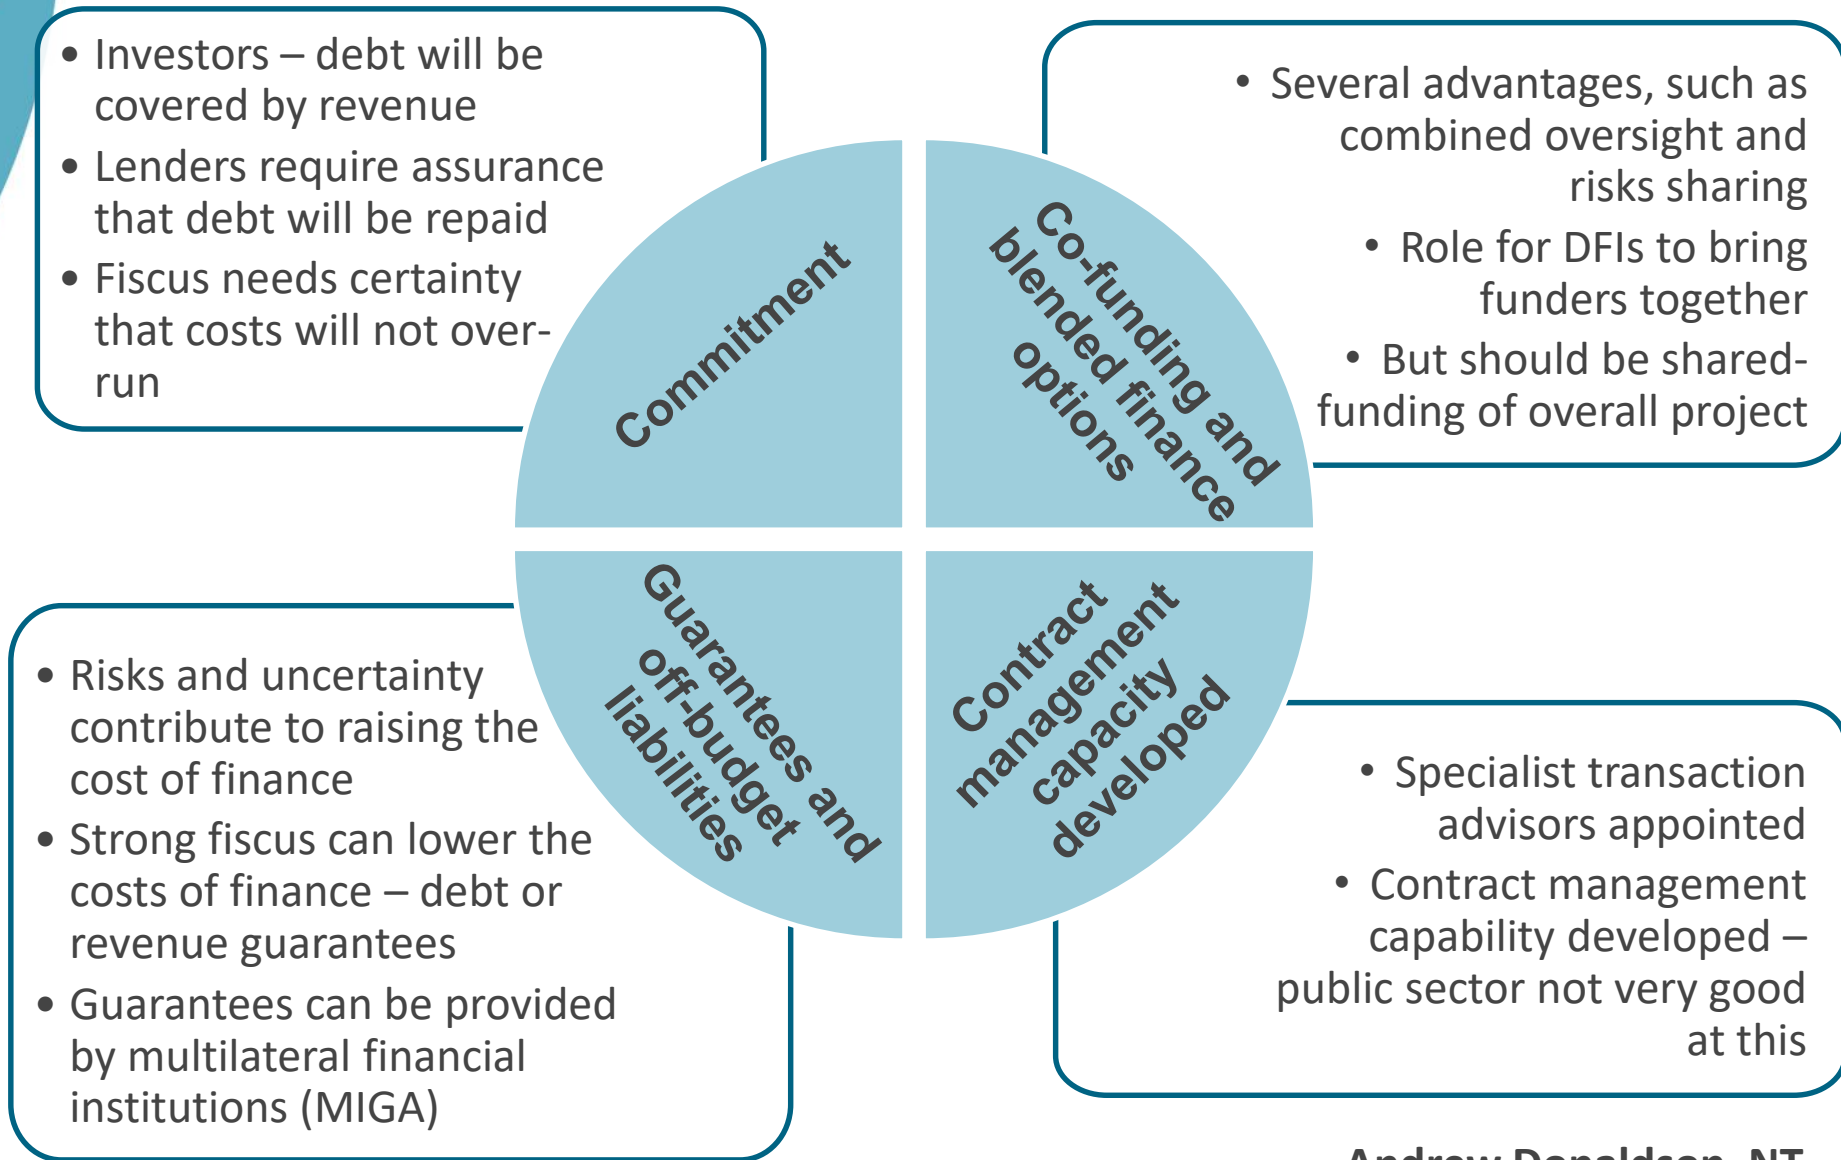 • Investors – debt will be
covered by revenue
• Lenders require assurance
that debt will be repaid
• Fiscus needs certainty
that costs will not over-
run
• Several advantages, such as
combined oversight and
risks sharing
• Role for DFIs to bring
funders together
• But should be shared-
funding of overall project
Commitment
Co-funding and
blended finance
options
Guarantees and
off-budget
liabilities
Contract
management
capacity
developed
• Risks and uncertainty
contribute to raising the
cost of finance
• Strong fiscus can lower the
costs of finance – debt or
revenue guarantees
• Guarantees can be provided
by multilateral financial
institutions (MIGA)
• Specialist transaction
advisors appointed
• Contract management
capability developed –
public sector not very good
at this
Andrew Donaldson, NT